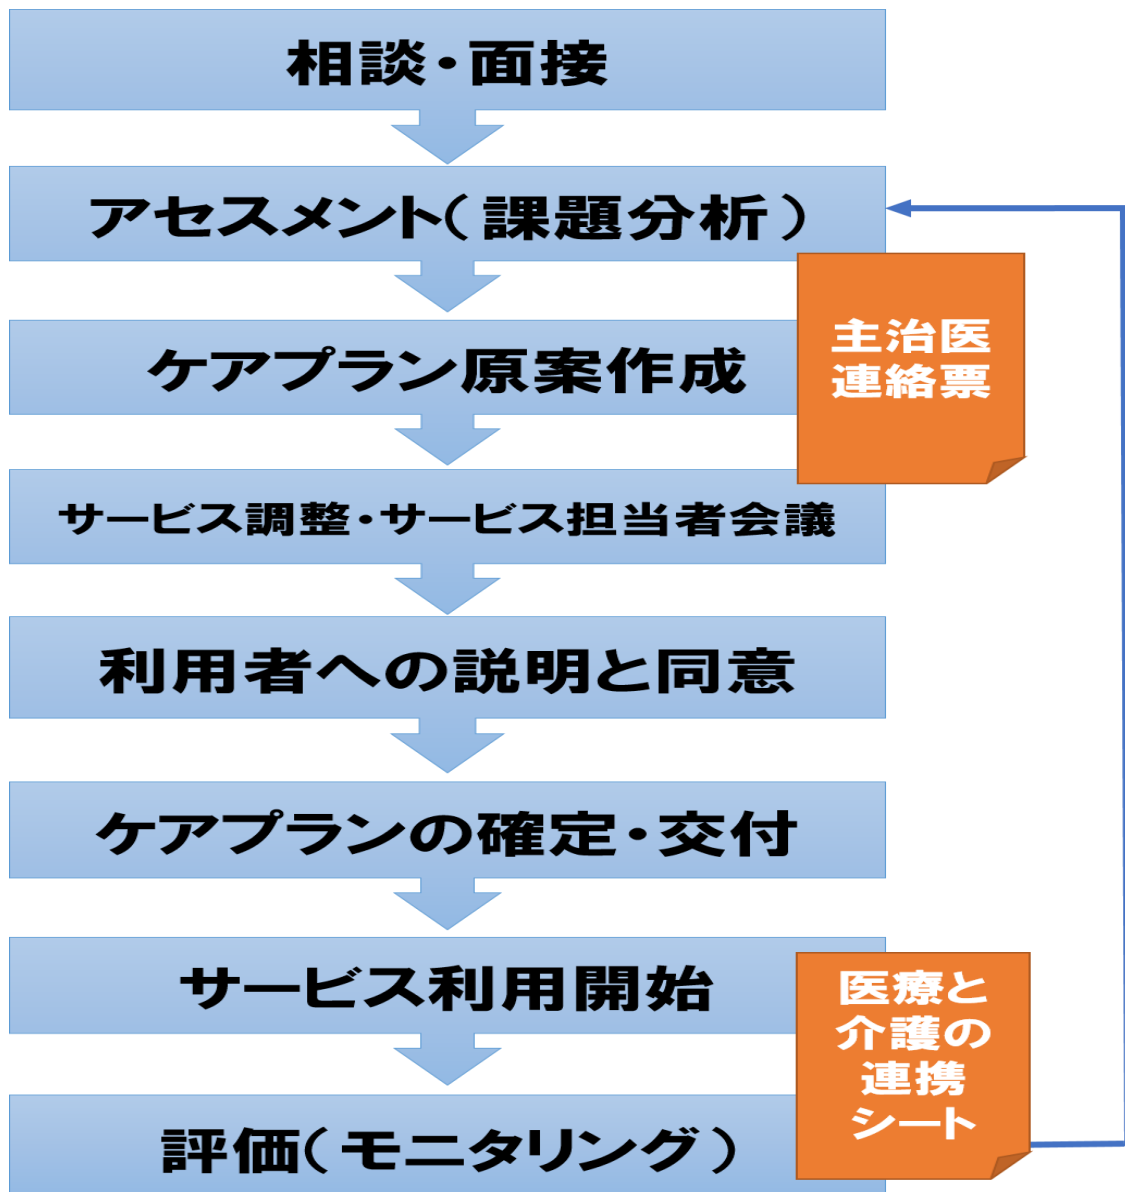 相談・面接
アセスメント（課題分析）
主治医
連絡票
ケアプラン原案作成
サービス調整・サービス担当者会議
利用者への説明と同意
ケアプランの確定・交付
サービス利用開始
医療と
介護の
連携
シート
評価（モニタリング）